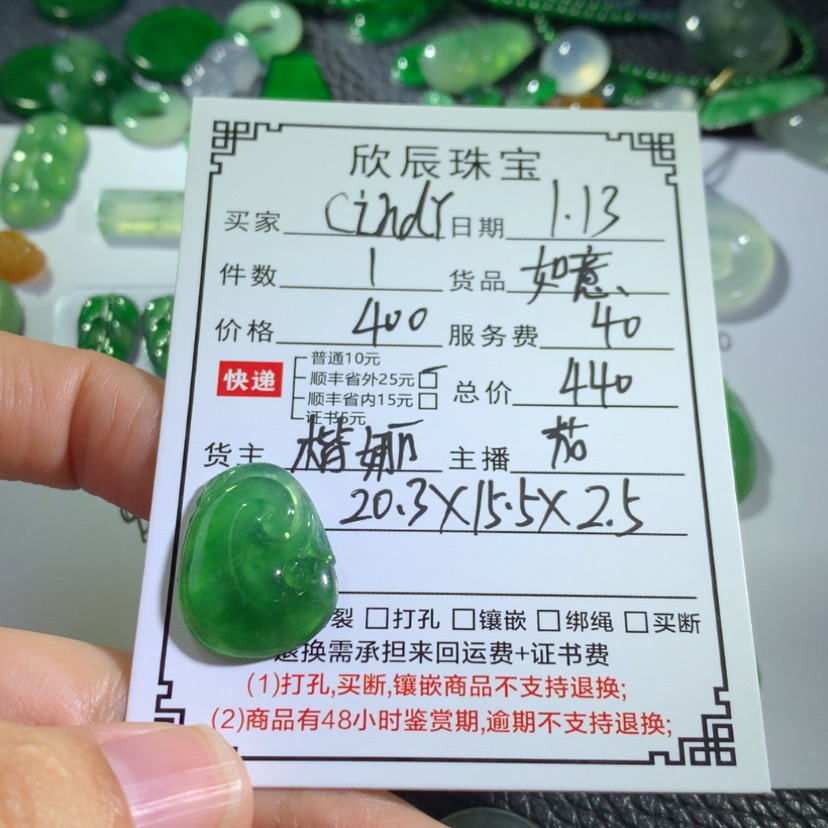 欣辰珠宝
买家 Cindy 日期 1.13
件数 1 货品 如意
价格 400 服务费 40
快递 普通10元
顺丰省外25元□
顺丰省内15元□
证书5元
总价 440
货主 楷娴 主播 茄
20.3X15.5X2.5
裂 □打孔 □镶嵌 □绑绳 □买断
退换需承担来回运费+证书费
(1)打孔,买断,镶嵌商品不支持退换;
(2)商品有48小时鉴赏期,逾期不支持退换;